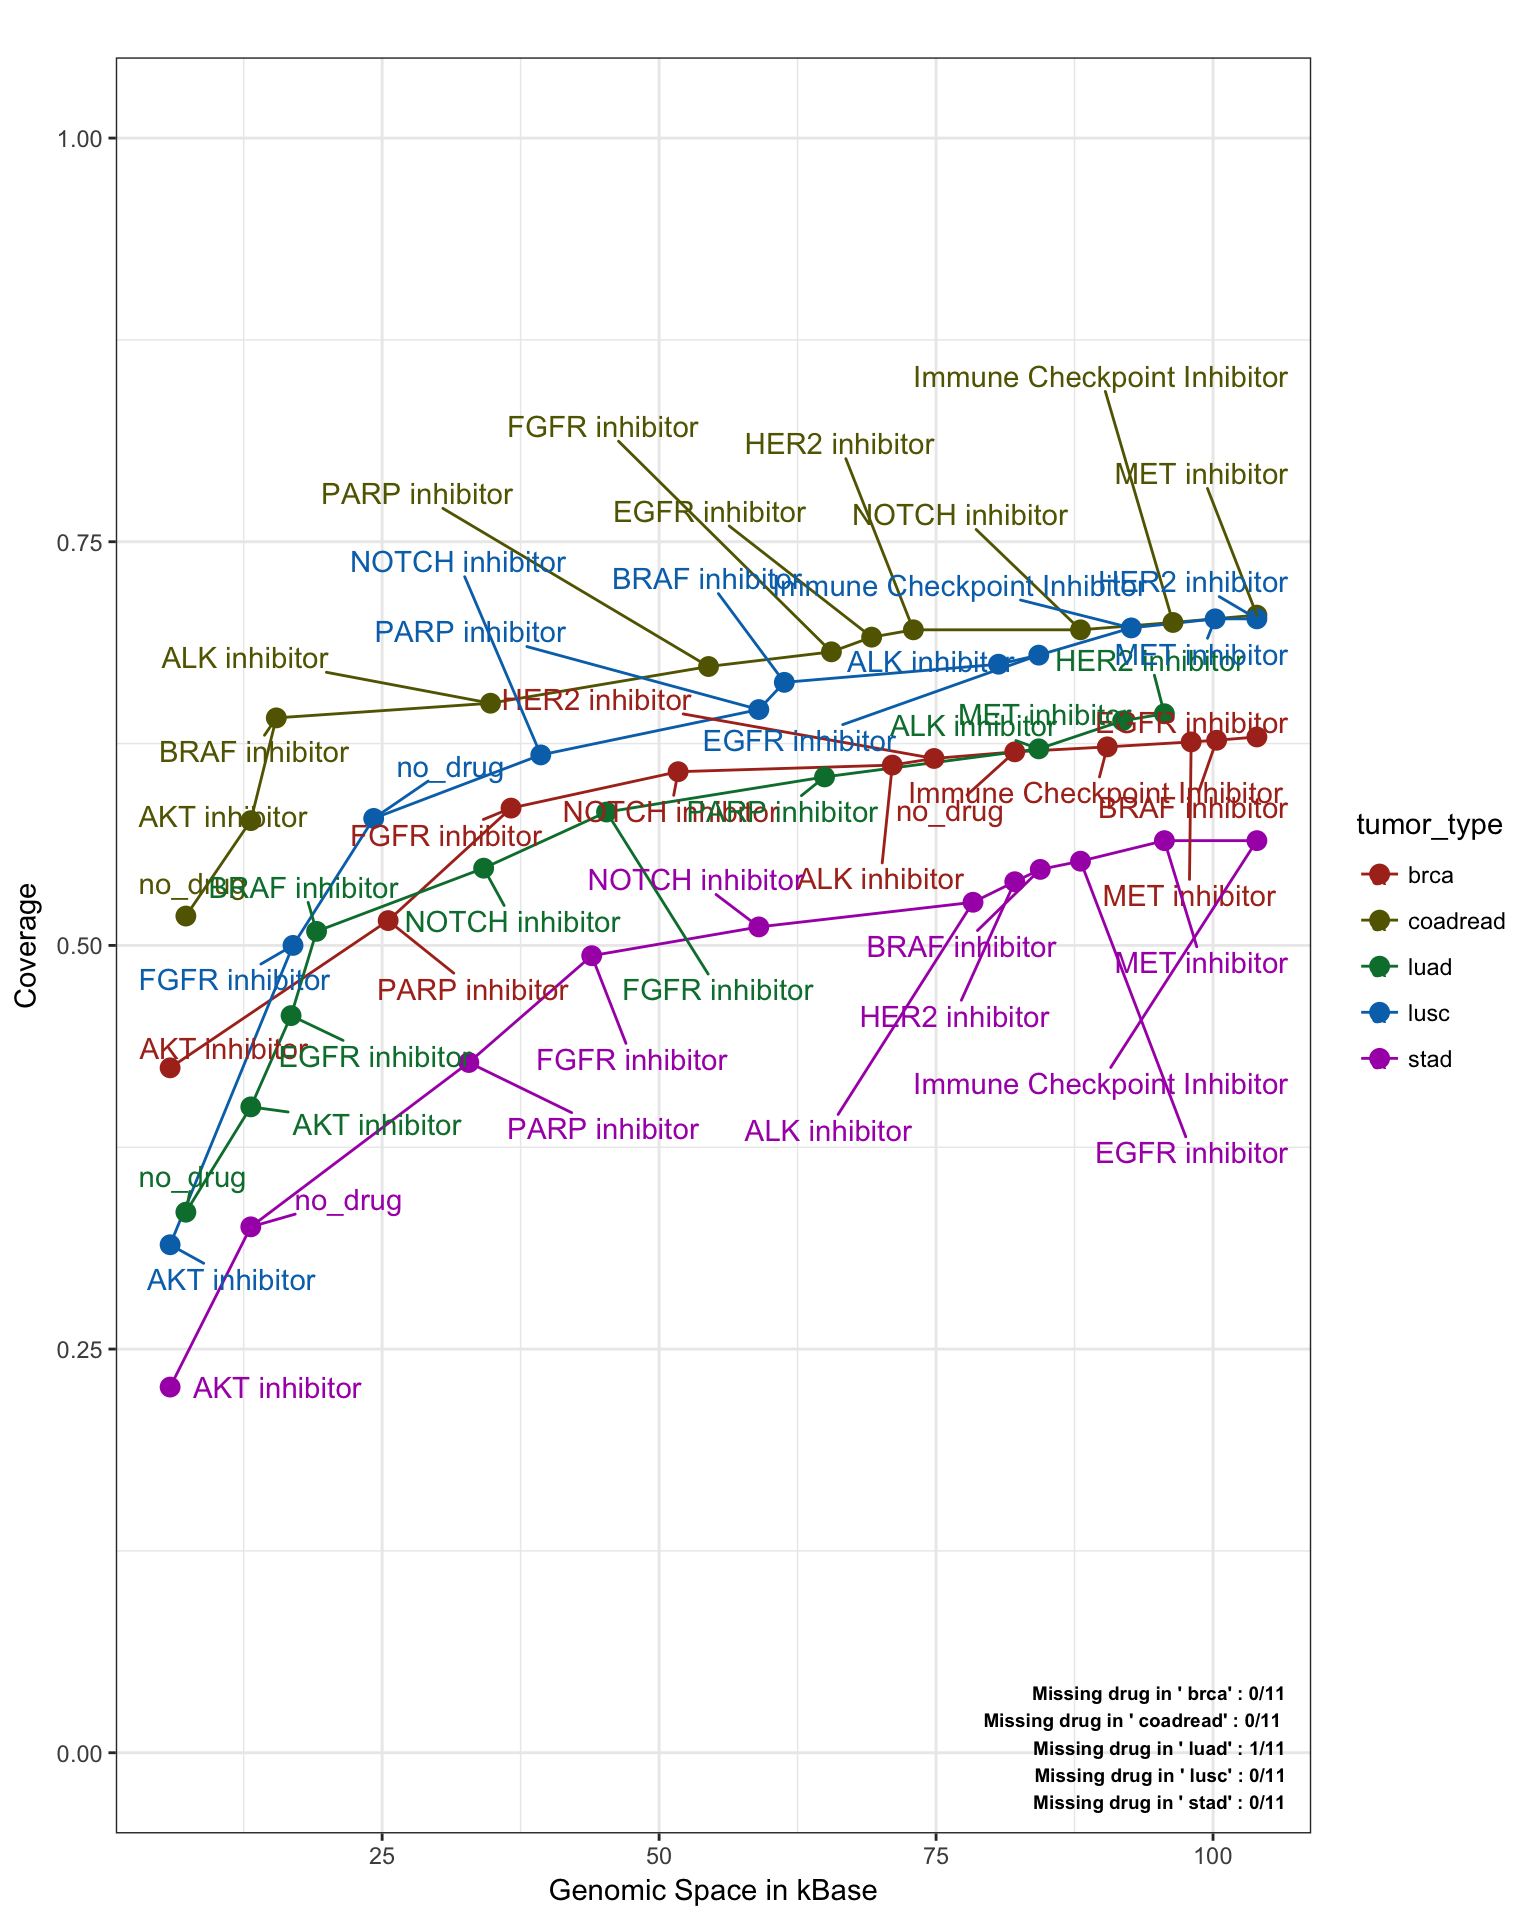 1.00
Immune Checkpoint Inhibitor
FGFR inhibitor
HER2 inhibitor
MET inhibitor
PARP inhibitor
EGFR inhibitor
NOTCH inhibitor
0.75
NOTCH inhibitor
BRAF inhibitor
Immune Checkpoint Inhibitor
HER2 inhibitor
PARP inhibitor
ALK inhibitor
ALK inhibitor
HER2 inhibitor
MET inhibitor
HER2 inhibitor
MET inhibitor
ALK inhibitor
EGFR inhibitor
EGFR inhibitor
BRAF inhibitor
no_drug
Immune Checkpoint Inhibitor
BRAF inhibitor
AKT inhibitor
FGFR inhibitor
NOTCH inhibitor
PARP inhibitor
no_drug
no_drug
BRAF inhibitor
NOTCH inhibitor
ALK inhibitor
MET inhibitor
NOTCH inhibitor
0.50
BRAF inhibitor
MET inhibitor
FGFR inhibitor
PARP inhibitor
FGFR inhibitor
HER2 inhibitor
AKT inhibitor
EGFR inhibitor
FGFR inhibitor
Immune Checkpoint Inhibitor
AKT inhibitor
PARP inhibitor
ALK inhibitor
EGFR inhibitor
no_drug
no_drug
AKT inhibitor
0.25
AKT inhibitor
Missing drug in ' brca' : 0/11
Missing drug in ' coadread' : 0/11
Missing drug in ' luad' : 1/11
Missing drug in ' lusc' : 0/11
Missing drug in ' stad' : 0/11
0.00
25
50
75
100
Genomic Space in kBase
Coverage
tumor_type
brca
coadread
luad
lusc
stad